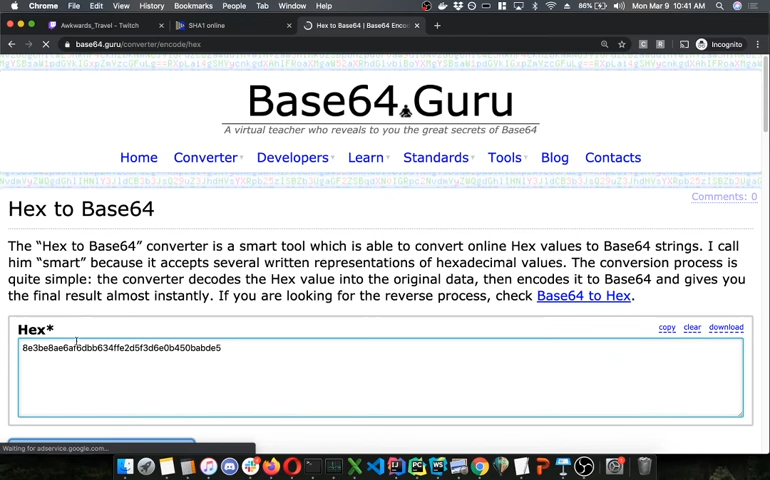 Chrome File Edit View History Bookmarks People Tab Window Help 86% Mon Mar 9 10:41 AM
Awkwards_Travel - Twitch SHA1 online Hex to Base64 | Base64 Enco
base64.guru/converter/encode/hex Incognito
Base64 Guru
A virtual teacher who reveals to you the great secrets of Base64
Home Converter Developers Learn Standards Tools Blog Contacts
Comments: 0
Hex to Base64
The “Hex to Base64” converter is a smart tool which is able to convert online Hex values to Base64 strings. I call
him “smart” because it accepts several written representations of hexadecimal values. The conversion process is
quite simple: the converter decodes the Hex value into the original data, then encodes it to Base64 and gives you
the final result almost instantly. If you are looking for the reverse process, check Base64 to Hex.
Hex* copy clear download
8e3be8ae6af6dbb634ffe2d5f3d6e0b450babde5
Waiting for adservice.google.com...